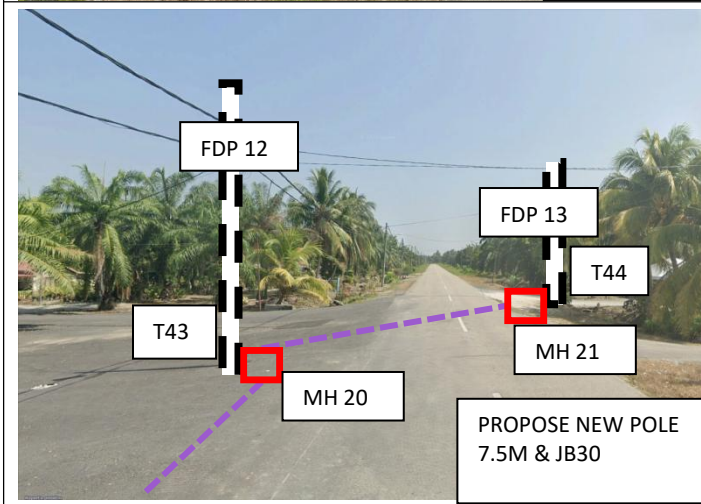 FDP 12
FDP 13
T44
T43
MH 21
MH 20
PROPOSE NEW POLE
7.5M & JB30